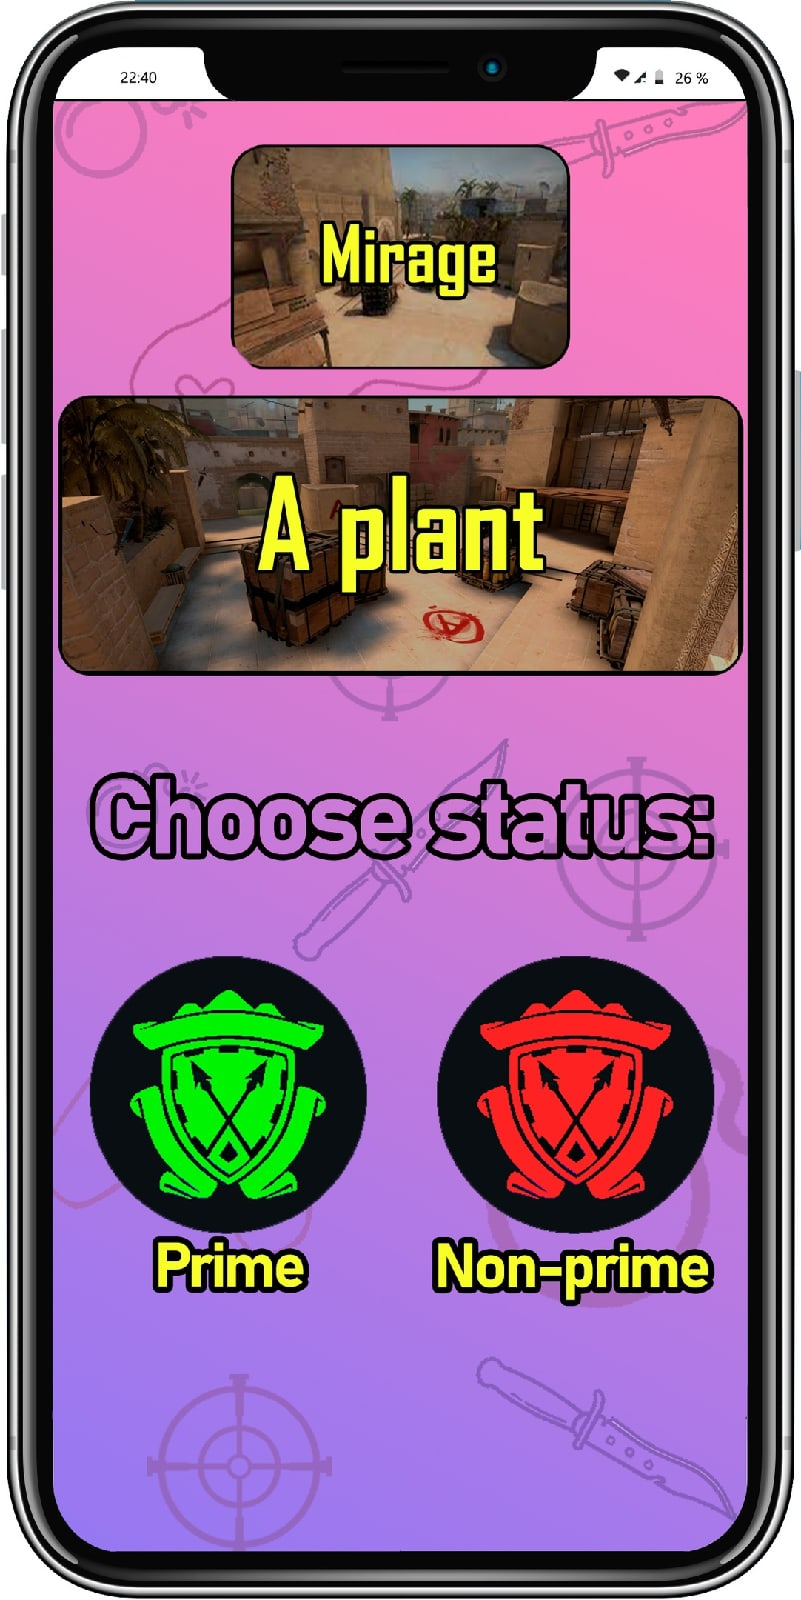 22:40
26 %
Mirage
A plant
Choose status:
Prime
Non-prime